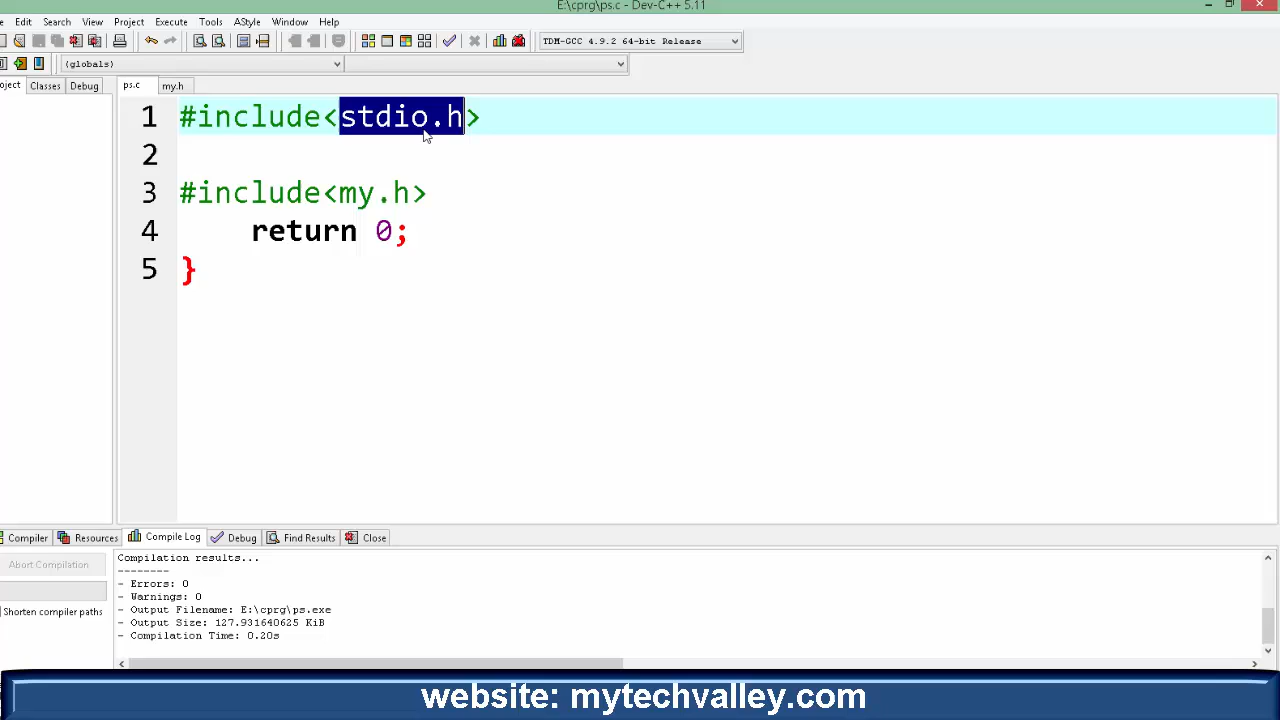 E:\cprg\ps.c - Dev-C++ 5.11
Edit Search View Project Execute Tools AStyle Window Help
TDM-GCC 4.9.2 64-bit Release
(globals)
oject Classes Debug ps.c my.h
1 #include<stdio.h>
2
3 #include<my.h>
4 return 0;
5 }
Compiler Resources Compile Log Debug Find Results Close
Abort Compilation
Shorten compiler paths
Compilation results...
--------
- Errors: 0
- Warnings: 0
- Output Filename: E:\cprg\ps.exe
- Output Size: 127.931640625 KiB
- Compilation Time: 0.20s
website: mytechvalley.com